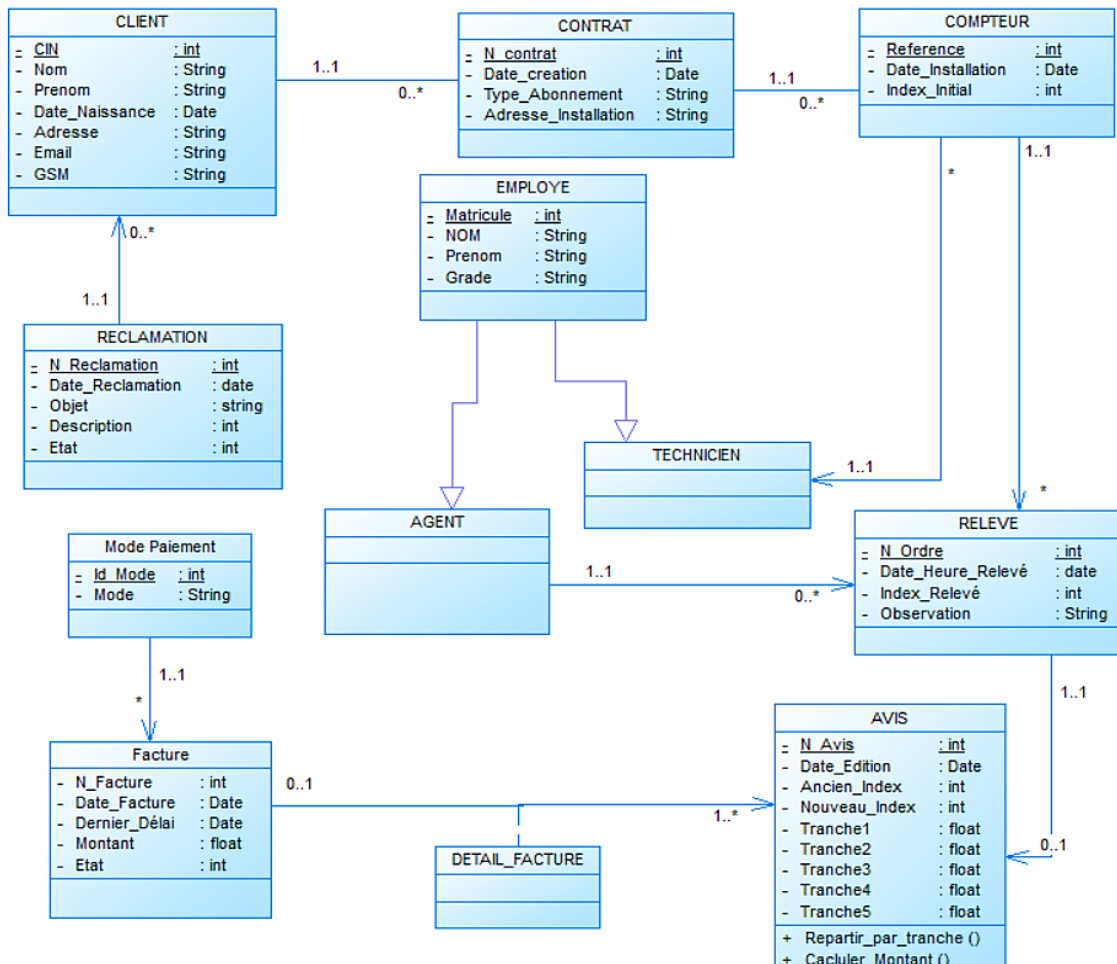 CLIENT
- CIN : int
- Nom : String
- Prenom : String
- Date_Naissance : Date
- Adresse : String
- Email : String
- GSM : String
1..1
0..*
CONTRAT
- N_contrat : int
- Date_creation : Date
- Type_Abonnement : String
- Adresse_Installation : String
1..1
0..*
COMPTEUR
- Reference : int
- Date_Installation : Date
- Index_Initial : int
*
1..1
EMPLOYE
- Matricule : int
- NOM : String
- Prenom : String
- Grade : String
0..*
1..1
RECLAMATION
- N_Reclamation : int
- Date_Reclamation : date
- Objet : string
- Description : int
- Etat : int
TECHNICIEN
1..1
*
AGENT
1..1
0..*
RELEVE
- N_Ordre : int
- Date_Heure_Relevé : date
- Index_Relevé : int
- Observation : String
Mode Paiement
- Id_Mode : int
- Mode : String
1..1
*
1..1
0..1
Facture
- N_Facture : int
- Date_Facture : Date
- Dernier_Délai : Date
- Montant : float
- Etat : int
0..1
1..*
DETAIL_FACTURE
AVIS
- N_Avis : int
- Date_Edition : Date
- Ancien_Index : int
- Nouveau_Index : int
- Tranche1 : float
- Tranche2 : float
- Tranche3 : float
- Tranche4 : float
- Tranche5 : float
+ Repartir_par_tranche ()
+ Cacluler_Montant ()